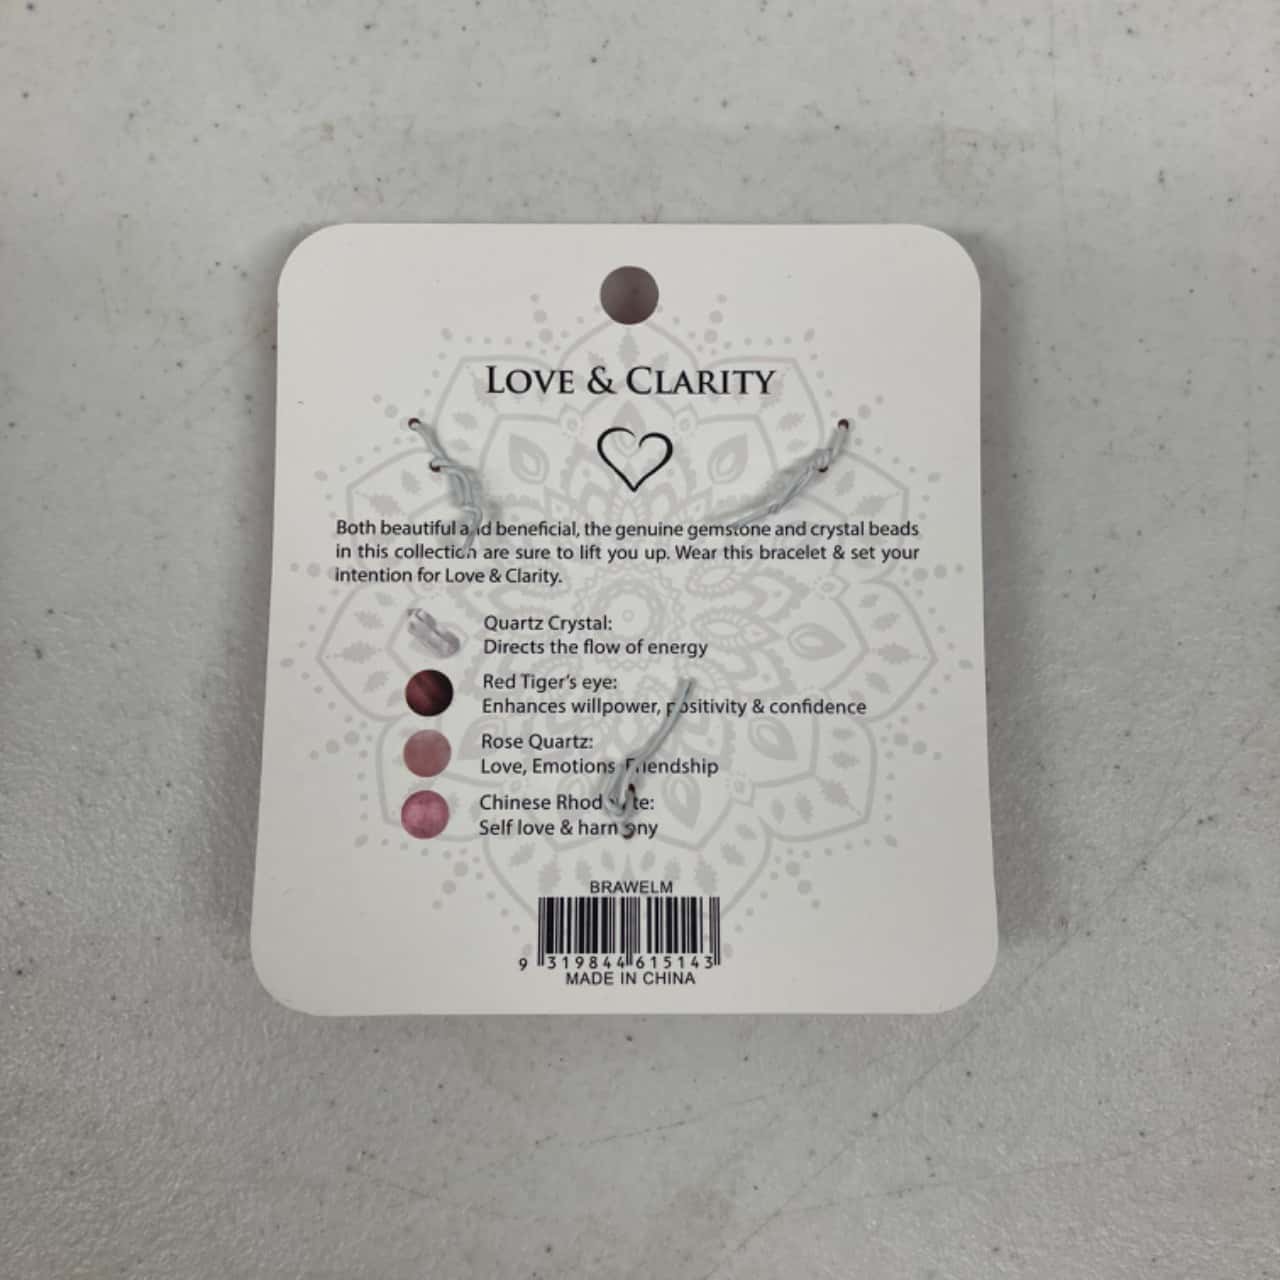 LOVE & CLARITY
Both beautiful and beneficial, the genuine gemstone and crystal beads
in this collection are sure to lift you up. Wear this bracelet & set your
intention for Love & Clarity.
Quartz Crystal:
Directs the flow of energy
Red Tiger's eye:
Enhances willpower, positivity & confidence
Rose Quartz:
Love, Emotions Friendship
Chinese
Self love & harmony
BRAWELM
9 319844 615143
MADE IN CHINA